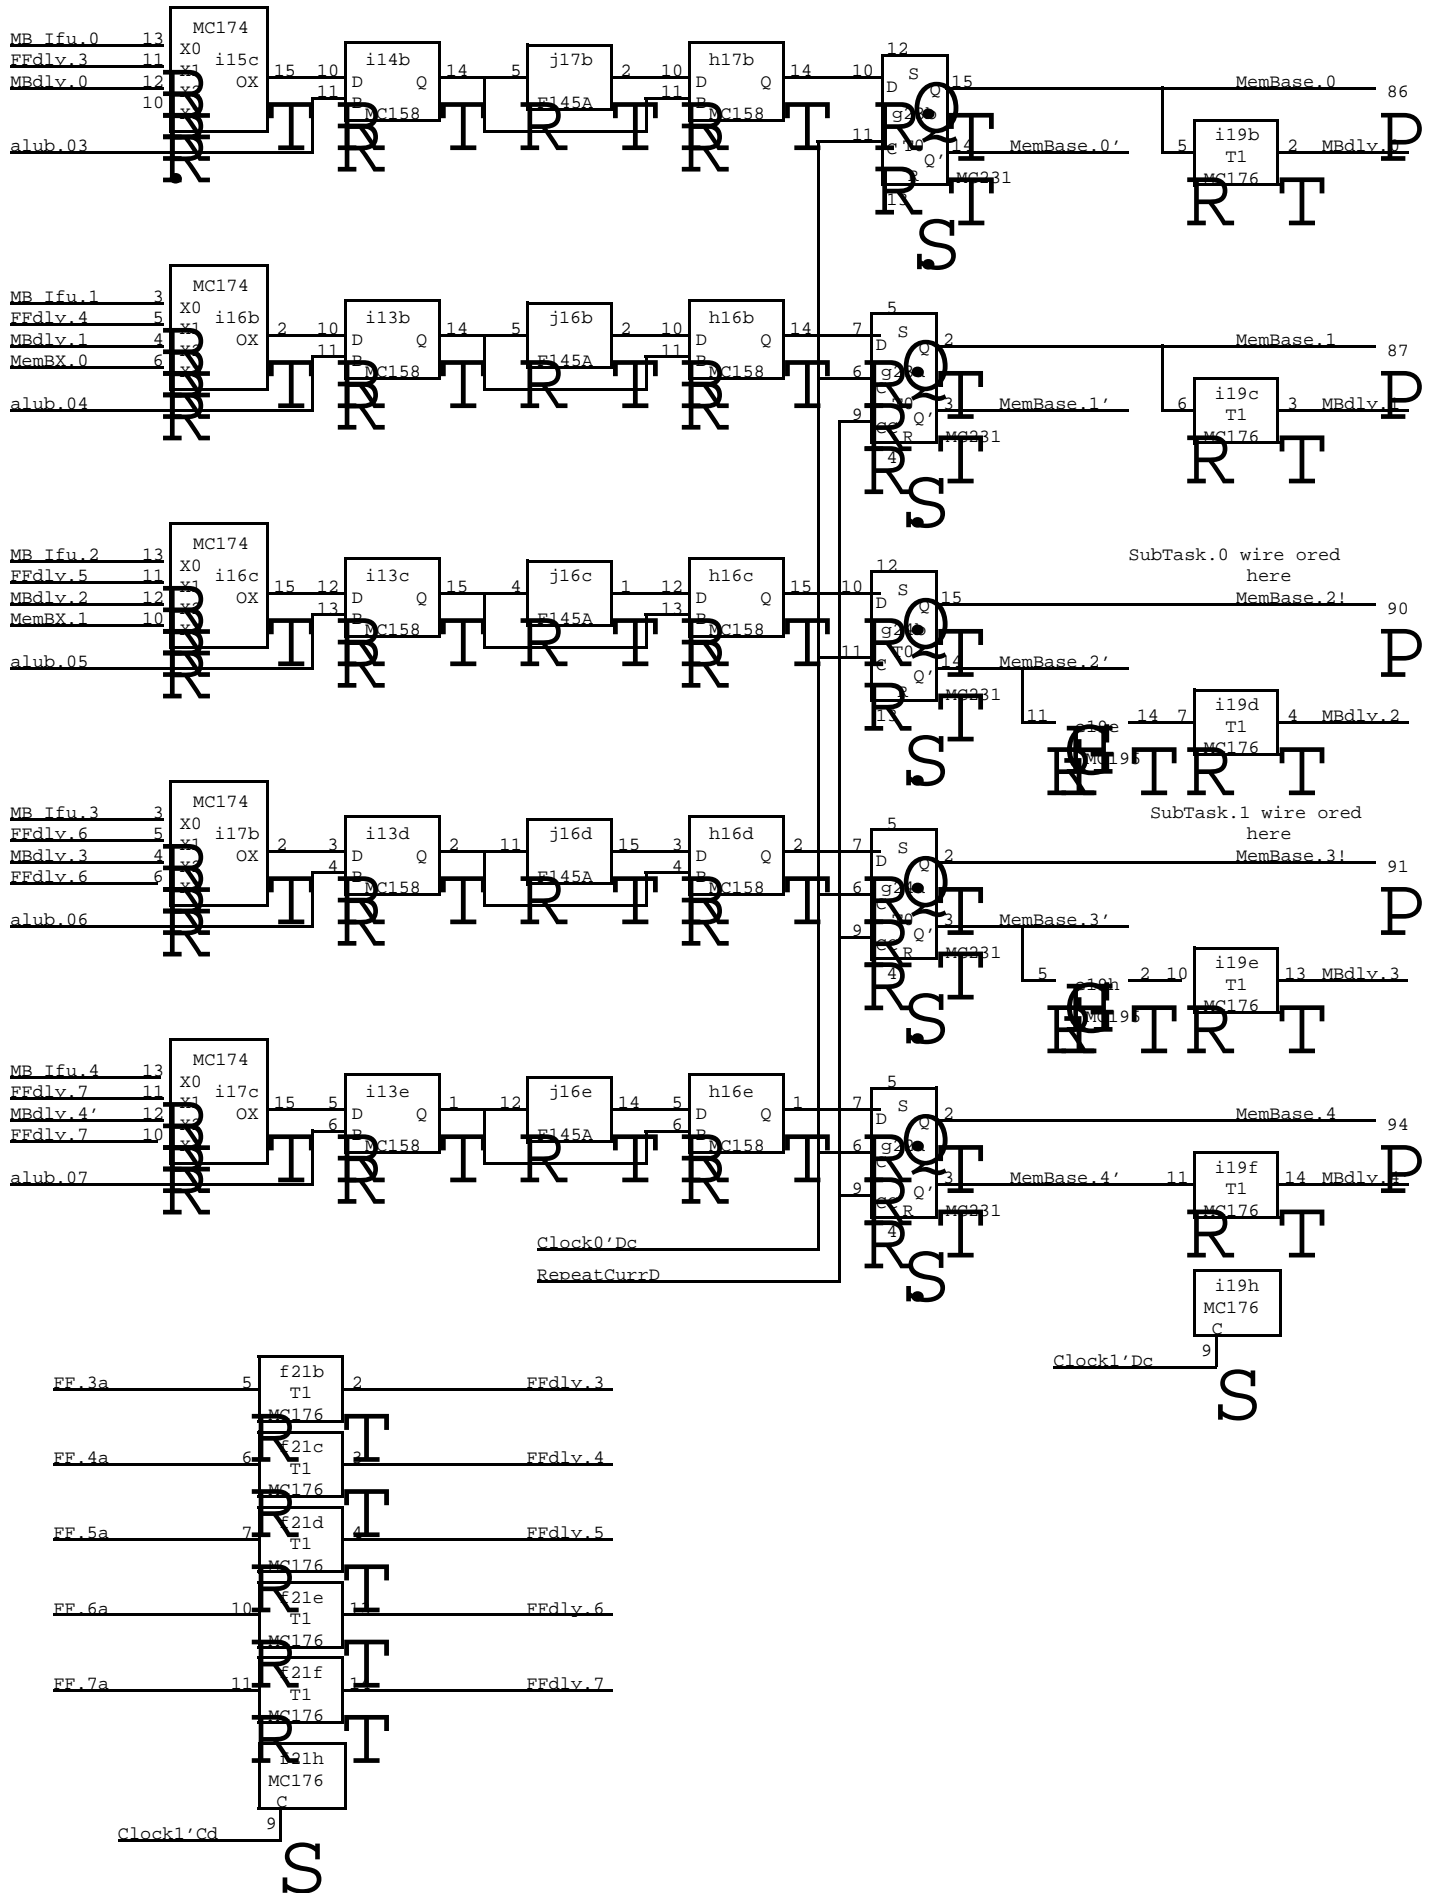 MC174
MB Ifu.0 13 X0 i15c 15 10 i14b 14 5 j17b 2 10 h17b 14 10 12 S 15 MemBase.0 86
FFdly.3 11 X1 OX D Q D Q D Q
MBdly.0 12 11 B MC158 F145A 11 B MC158
10
alub.03 11 C Q' 14 MemBase.0' 5 i19b 2 MBdly.0
R MC231 T1
13 MC176
R T P S
MC174
MB Ifu.1 3 X0 i16b 2 10 i13b 14 5 j16b 2 10 h16b 14 7 5 S 2 MemBase.1 87
FFdly.4 5 X1 OX D Q D Q D Q
MBdly.1 4 11 B MC158 F145A 11 B MC158
MemBX.0 6 6
alub.04 9 R Q' 3 MemBase.1' 6 i19c 3 MBdly.1
4 MC231 T1
MC176
R T P S
SubTask.0 wire ored
here
MC174
MB Ifu.2 13 X0 i16c 15 12 i13c 15 4 j16c 1 12 h16c 15 10 12 S 15 MemBase.2! 90
FFdly.5 11 X1 OX D Q D Q D Q
MBdly.2 12 13 B MC158 F145A 13 B MC158
MemBX.1 10
alub.05 11 C T0 Q' 14 MemBase.2'
R MC231 11 14 7 i19d 4 MBdly.2
13 T1
MC176
R T P S
SubTask.1 wire ored
here
MC174
MB Ifu.3 3 X0 i17b 2 3 i13d 2 11 j16d 15 3 h16d 2 7 5 S 2 MemBase.3! 91
FFdly.6 5 X1 OX D Q D Q D Q
MBdly.3 4 4 B MC158 F145A 4 B MC158
FFdly.6 6 6
alub.06 9 R Q' 3 MemBase.3'
4 MC231 5 2 10 i19e 13 MBdly.3
T1
MC176
R T P S
MC174
MB Ifu.4 13 X0 i17c 15 5 i13e 1 12 j16e 14 5 h16e 1 7 5 S 2 MemBase.4 94
FFdly.7 11 X1 OX D Q D Q D Q
MBdly.4' 12 6 B MC158 F145A 6 B MC158
FFdly.7 10 6
alub.07 9 R Q' 3 MemBase.4' 11 i19f 14 MBdly.4
4 MC231 T1
MC176
R T P S
Clock0'Dc
RepeatCurrD
i19h
MC176
C
Clock1'Dc 9
S
FF.3a 5 f21b 2 FFdly.3
T1
MC176
FF.4a 6 f21c 3 FFdly.4
T1
MC176
FF.5a 7 f21d 4 FFdly.5
T1
MC176
FF.6a 10 f21e 13 FFdly.6
T1
MC176
FF.7a 11 f21f FFdly.7
T1
MC176
R T
f21h
MC176
C
Clock1'Cd 9
S